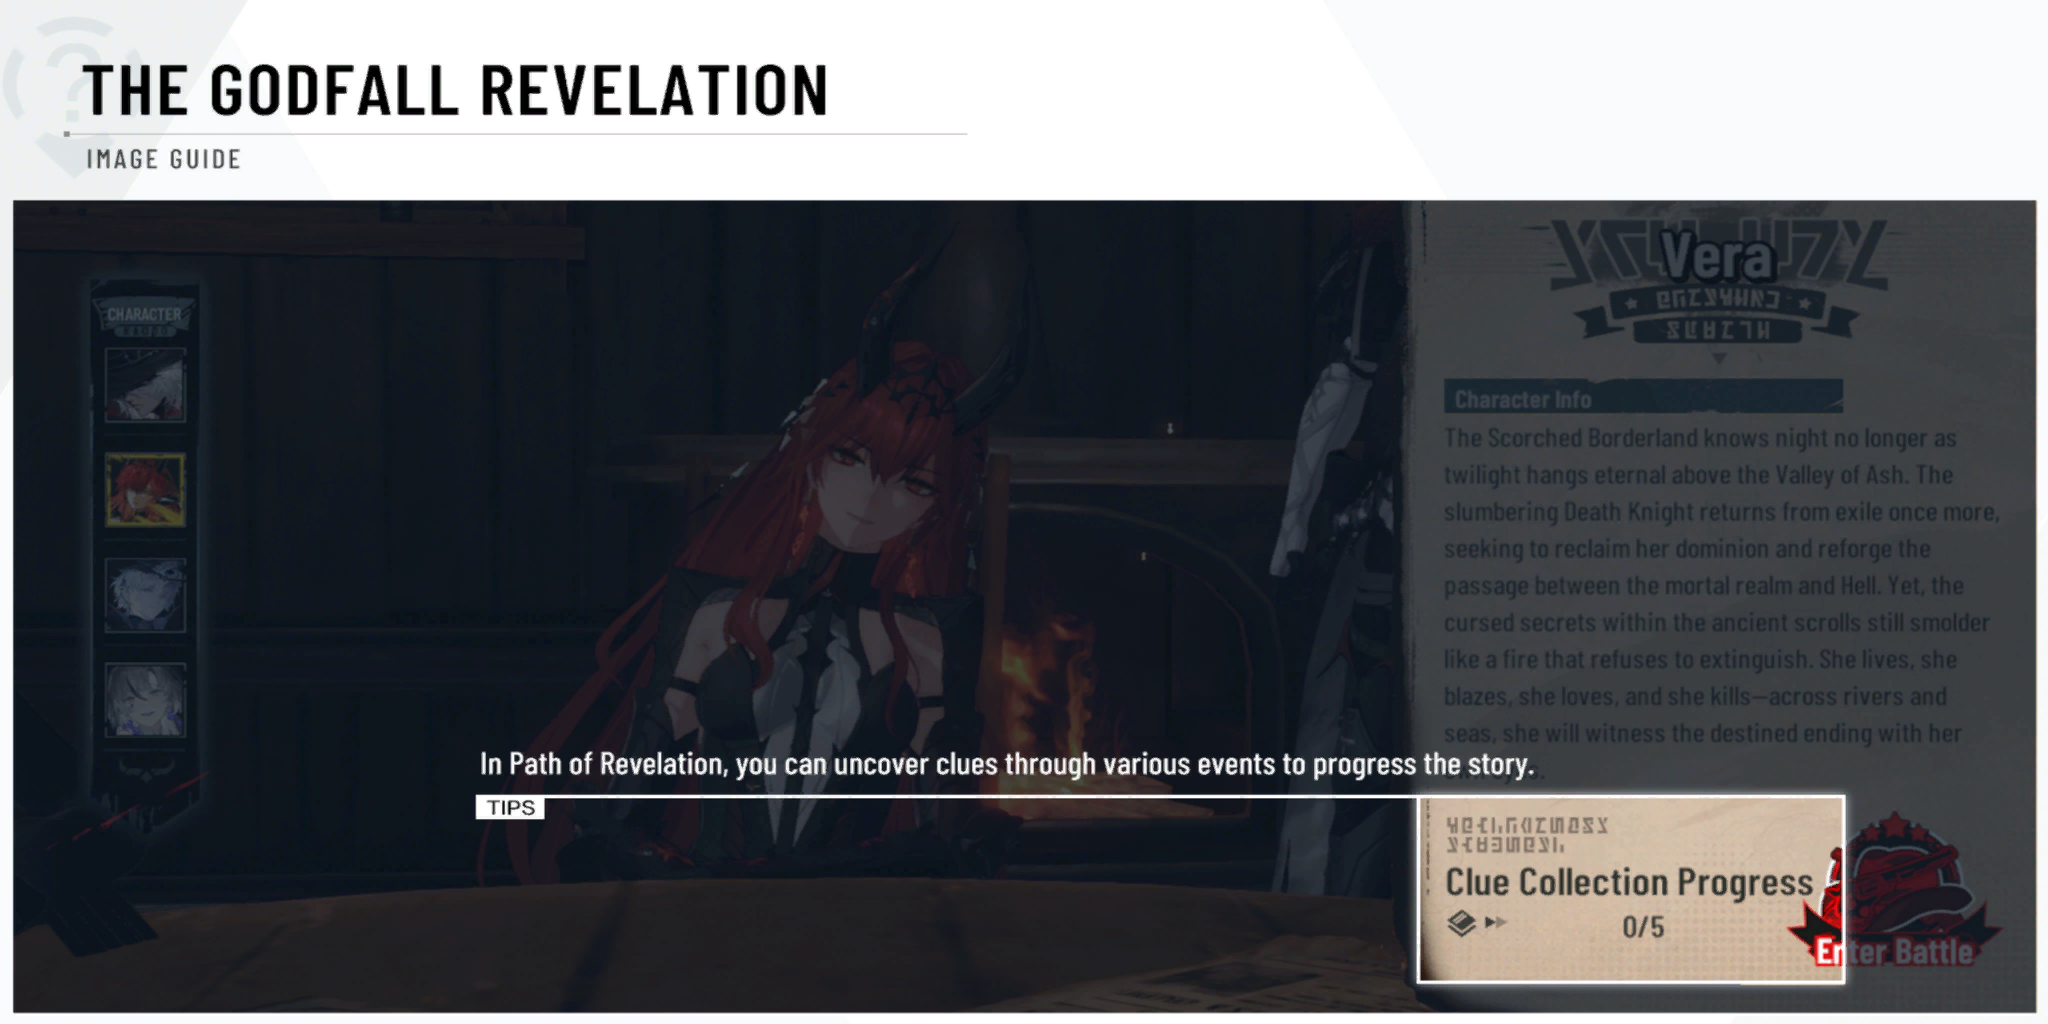 THE GODFALL REVELATION
IMAGE GUIDE
CHARACTER
Vera
Character Info
The Scorched Borderland knows night no longer as
twilight hangs eternal above the Valley of Ash. The
slumbering Death Knight returns from exile once more,
seeking to reclaim her dominion and reforge the
passage between the mortal realm and Hell. Yet, the
cursed secrets within the ancient scrolls still smolder
like a fire that refuses to extinguish. She lives, she
blazes, she loves, and she kills—across rivers and
seas, she will witness the destined ending with her
In Path of Revelation, you can uncover clues through various events to progress the story.
TIPS
Clue Collection Progress
0/5
Enter Battle